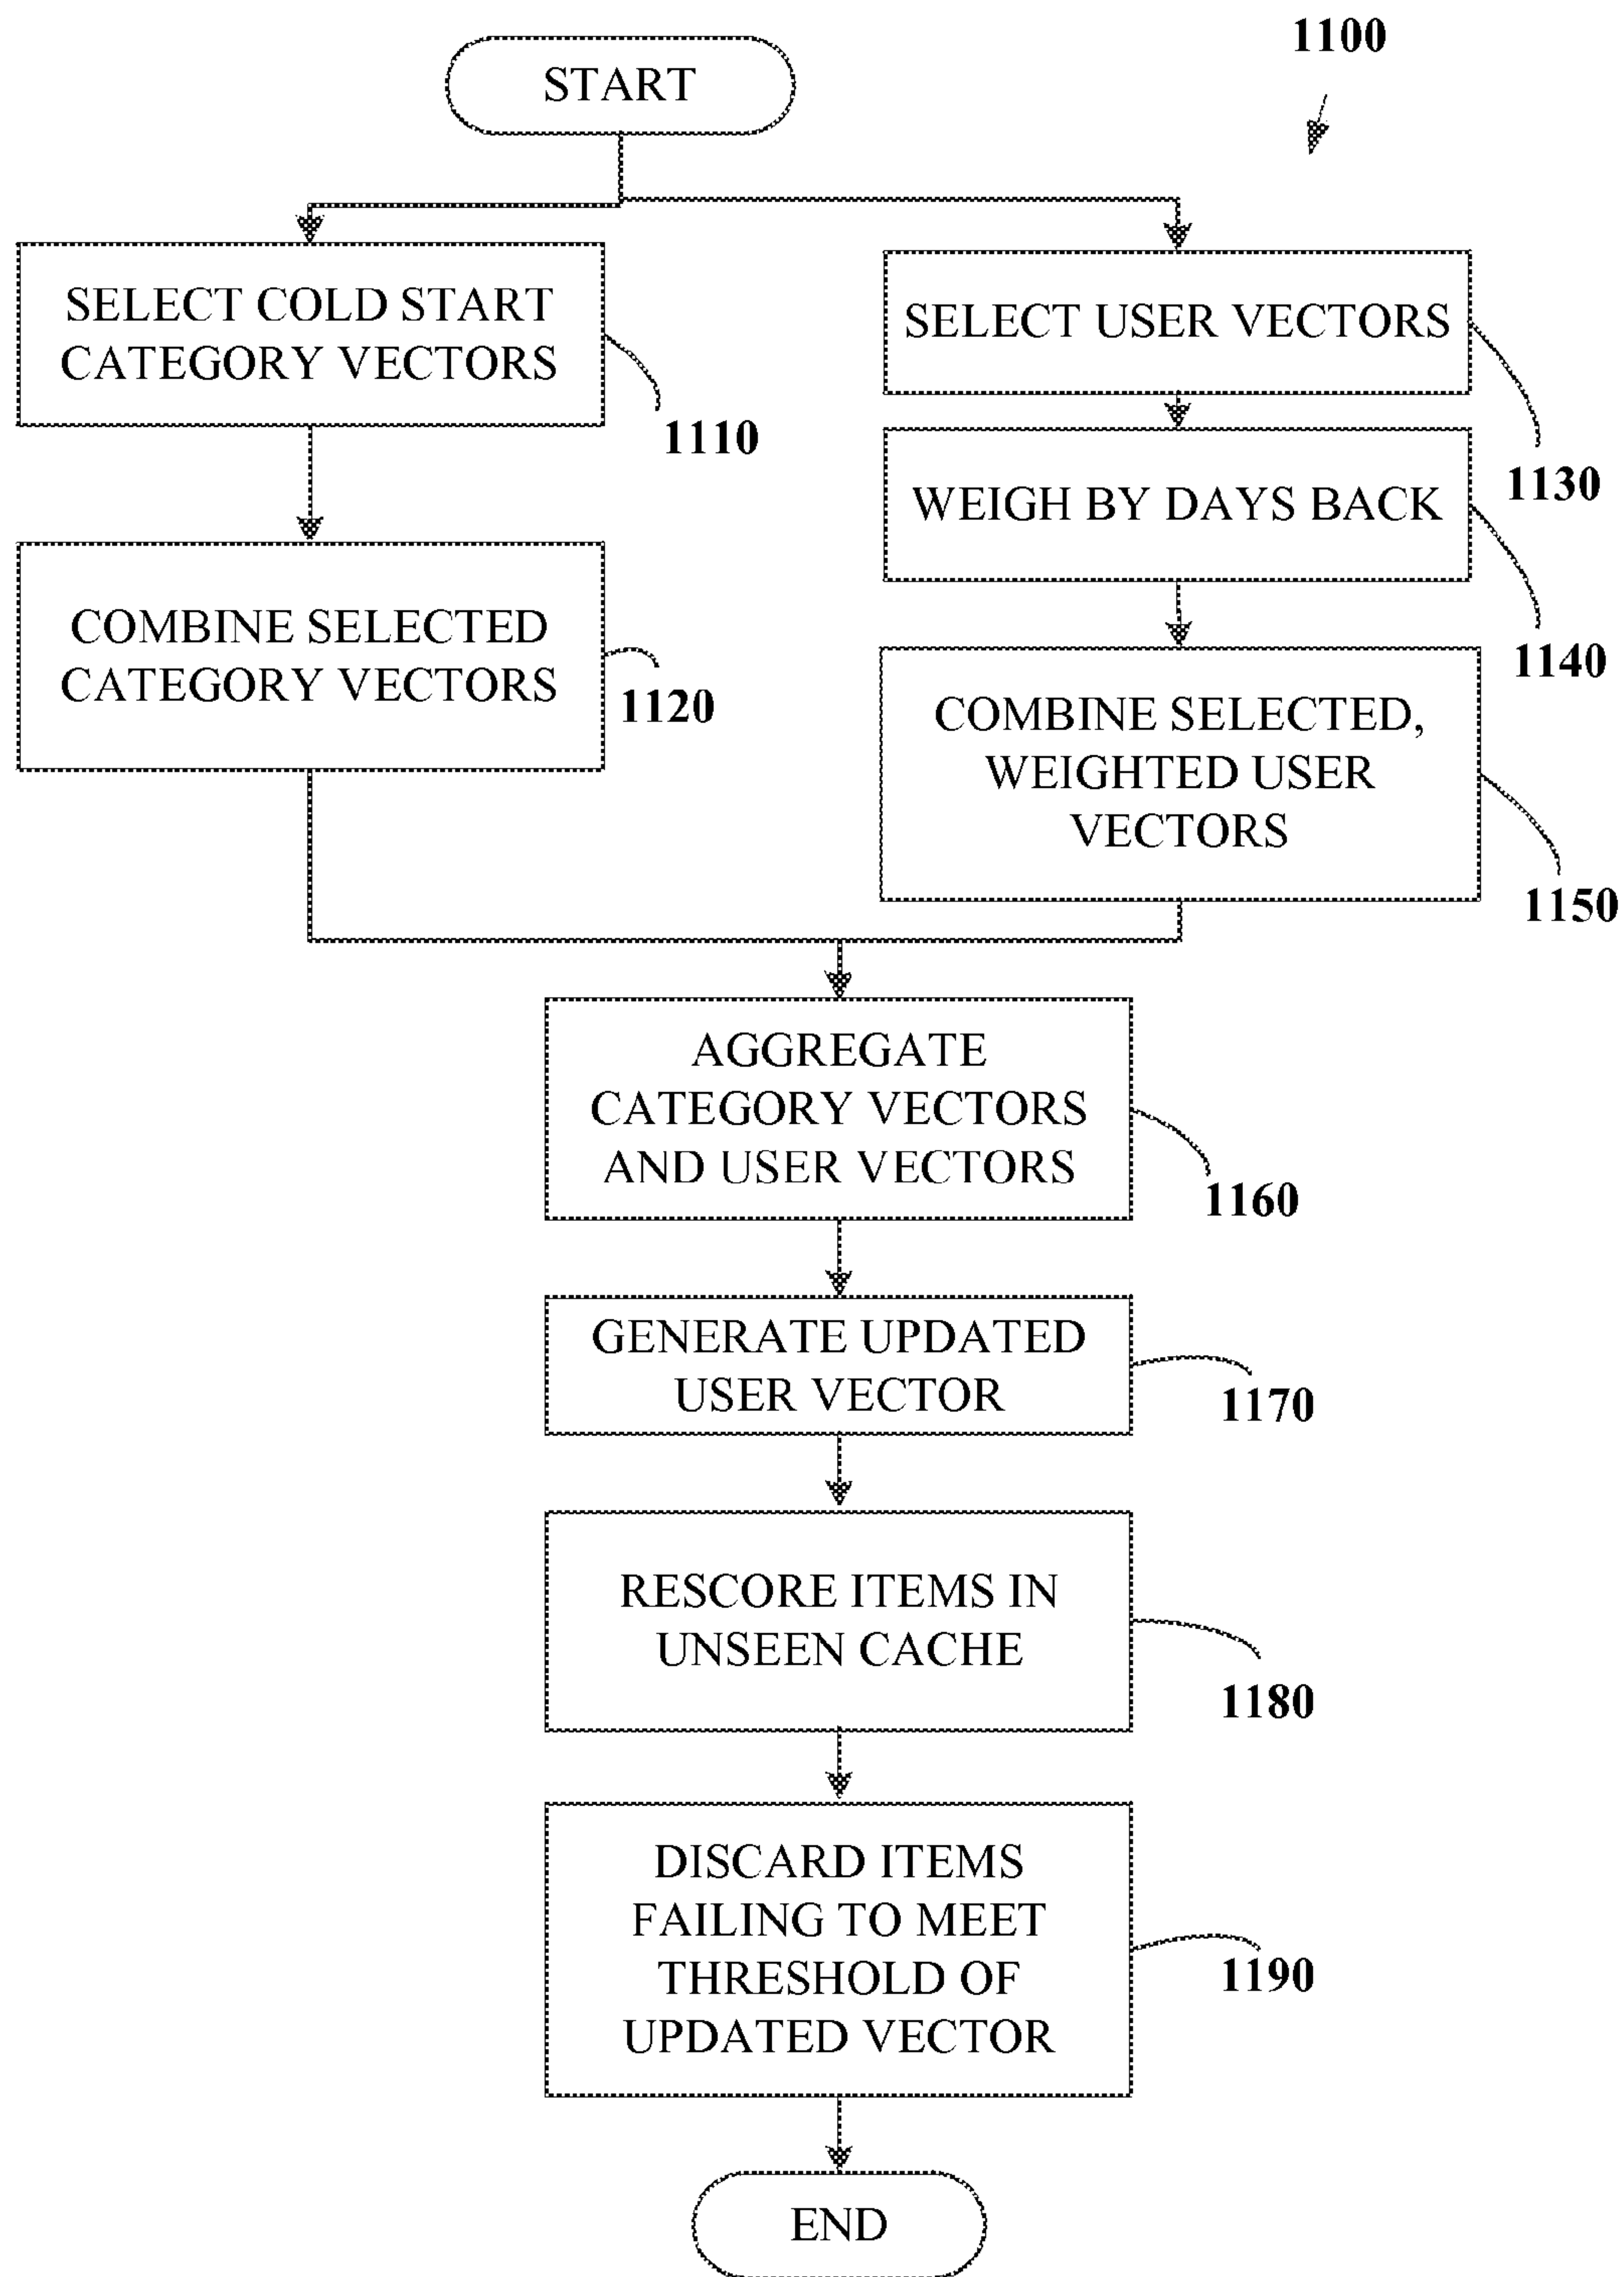 1100
START
SELECT COLD START
CATEGORY VECTORS
1110
COMBINE SELECTED
CATEGORY VECTORS
1120
SELECT USER VECTORS
1130
WEIGH BY DAYS BACK
1140
COMBINE SELECTED,
WEIGHTED USER
VECTORS
1150
AGGREGATE
CATEGORY VECTORS
AND USER VECTORS
1160
GENERATE UPDATED
USER VECTOR
1170
RESCORE ITEMS IN
UNSEEN CACHE
1180
DISCARD ITEMS
FAILING TO MEET
THRESHOLD OF
UPDATED VECTOR
1190
END